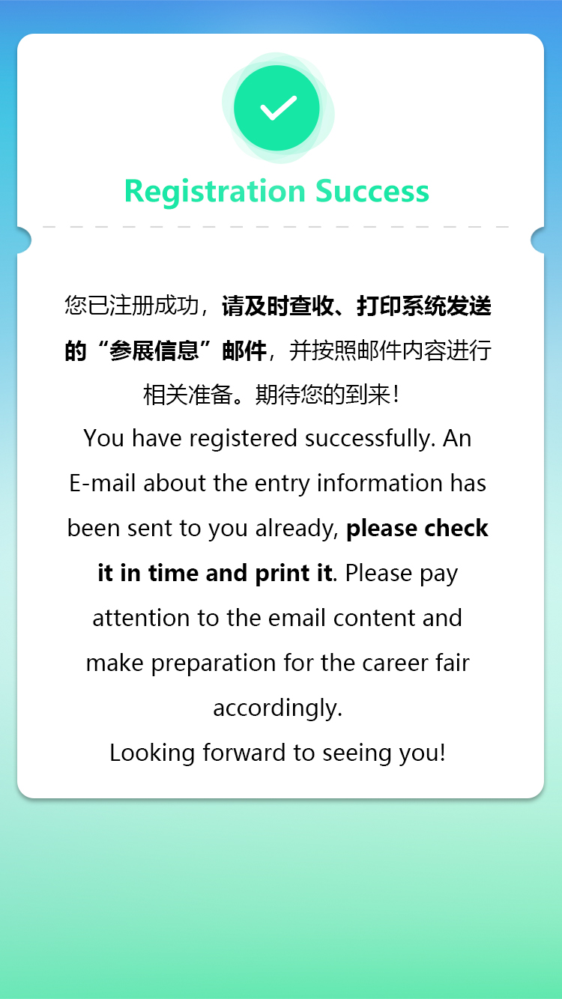 Registration Success
您已注册成功，请及时查收、打印系统发送
的“参展信息”邮件，并按照邮件内容进行
相关准备。期待您的到来！
You have registered successfully. An
E-mail about the entry information has
been sent to you already, please check
it in time and print it. Please pay
attention to the email content and
make preparation for the career fair
accordingly.
Looking forward to seeing you!